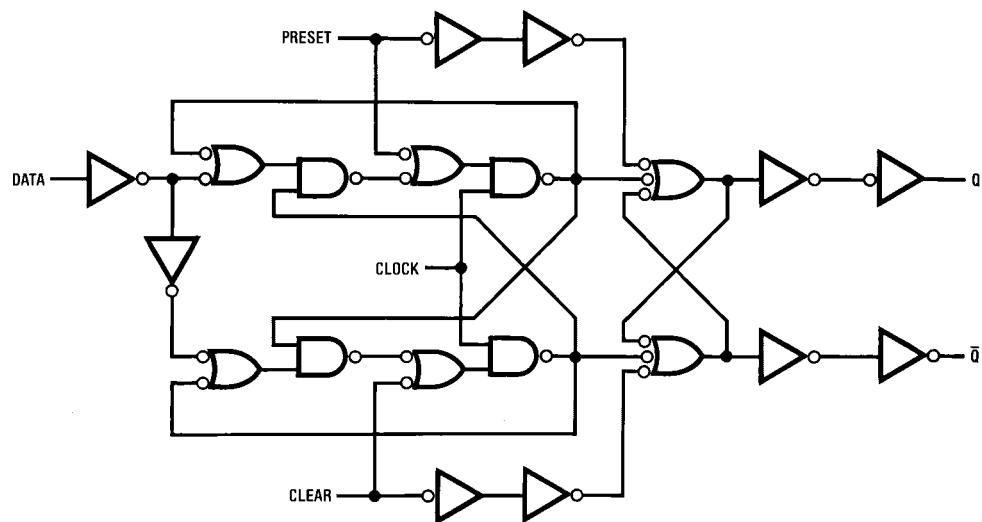 PRESET
DATA
Q
CLOCK
Q̅
CLEAR